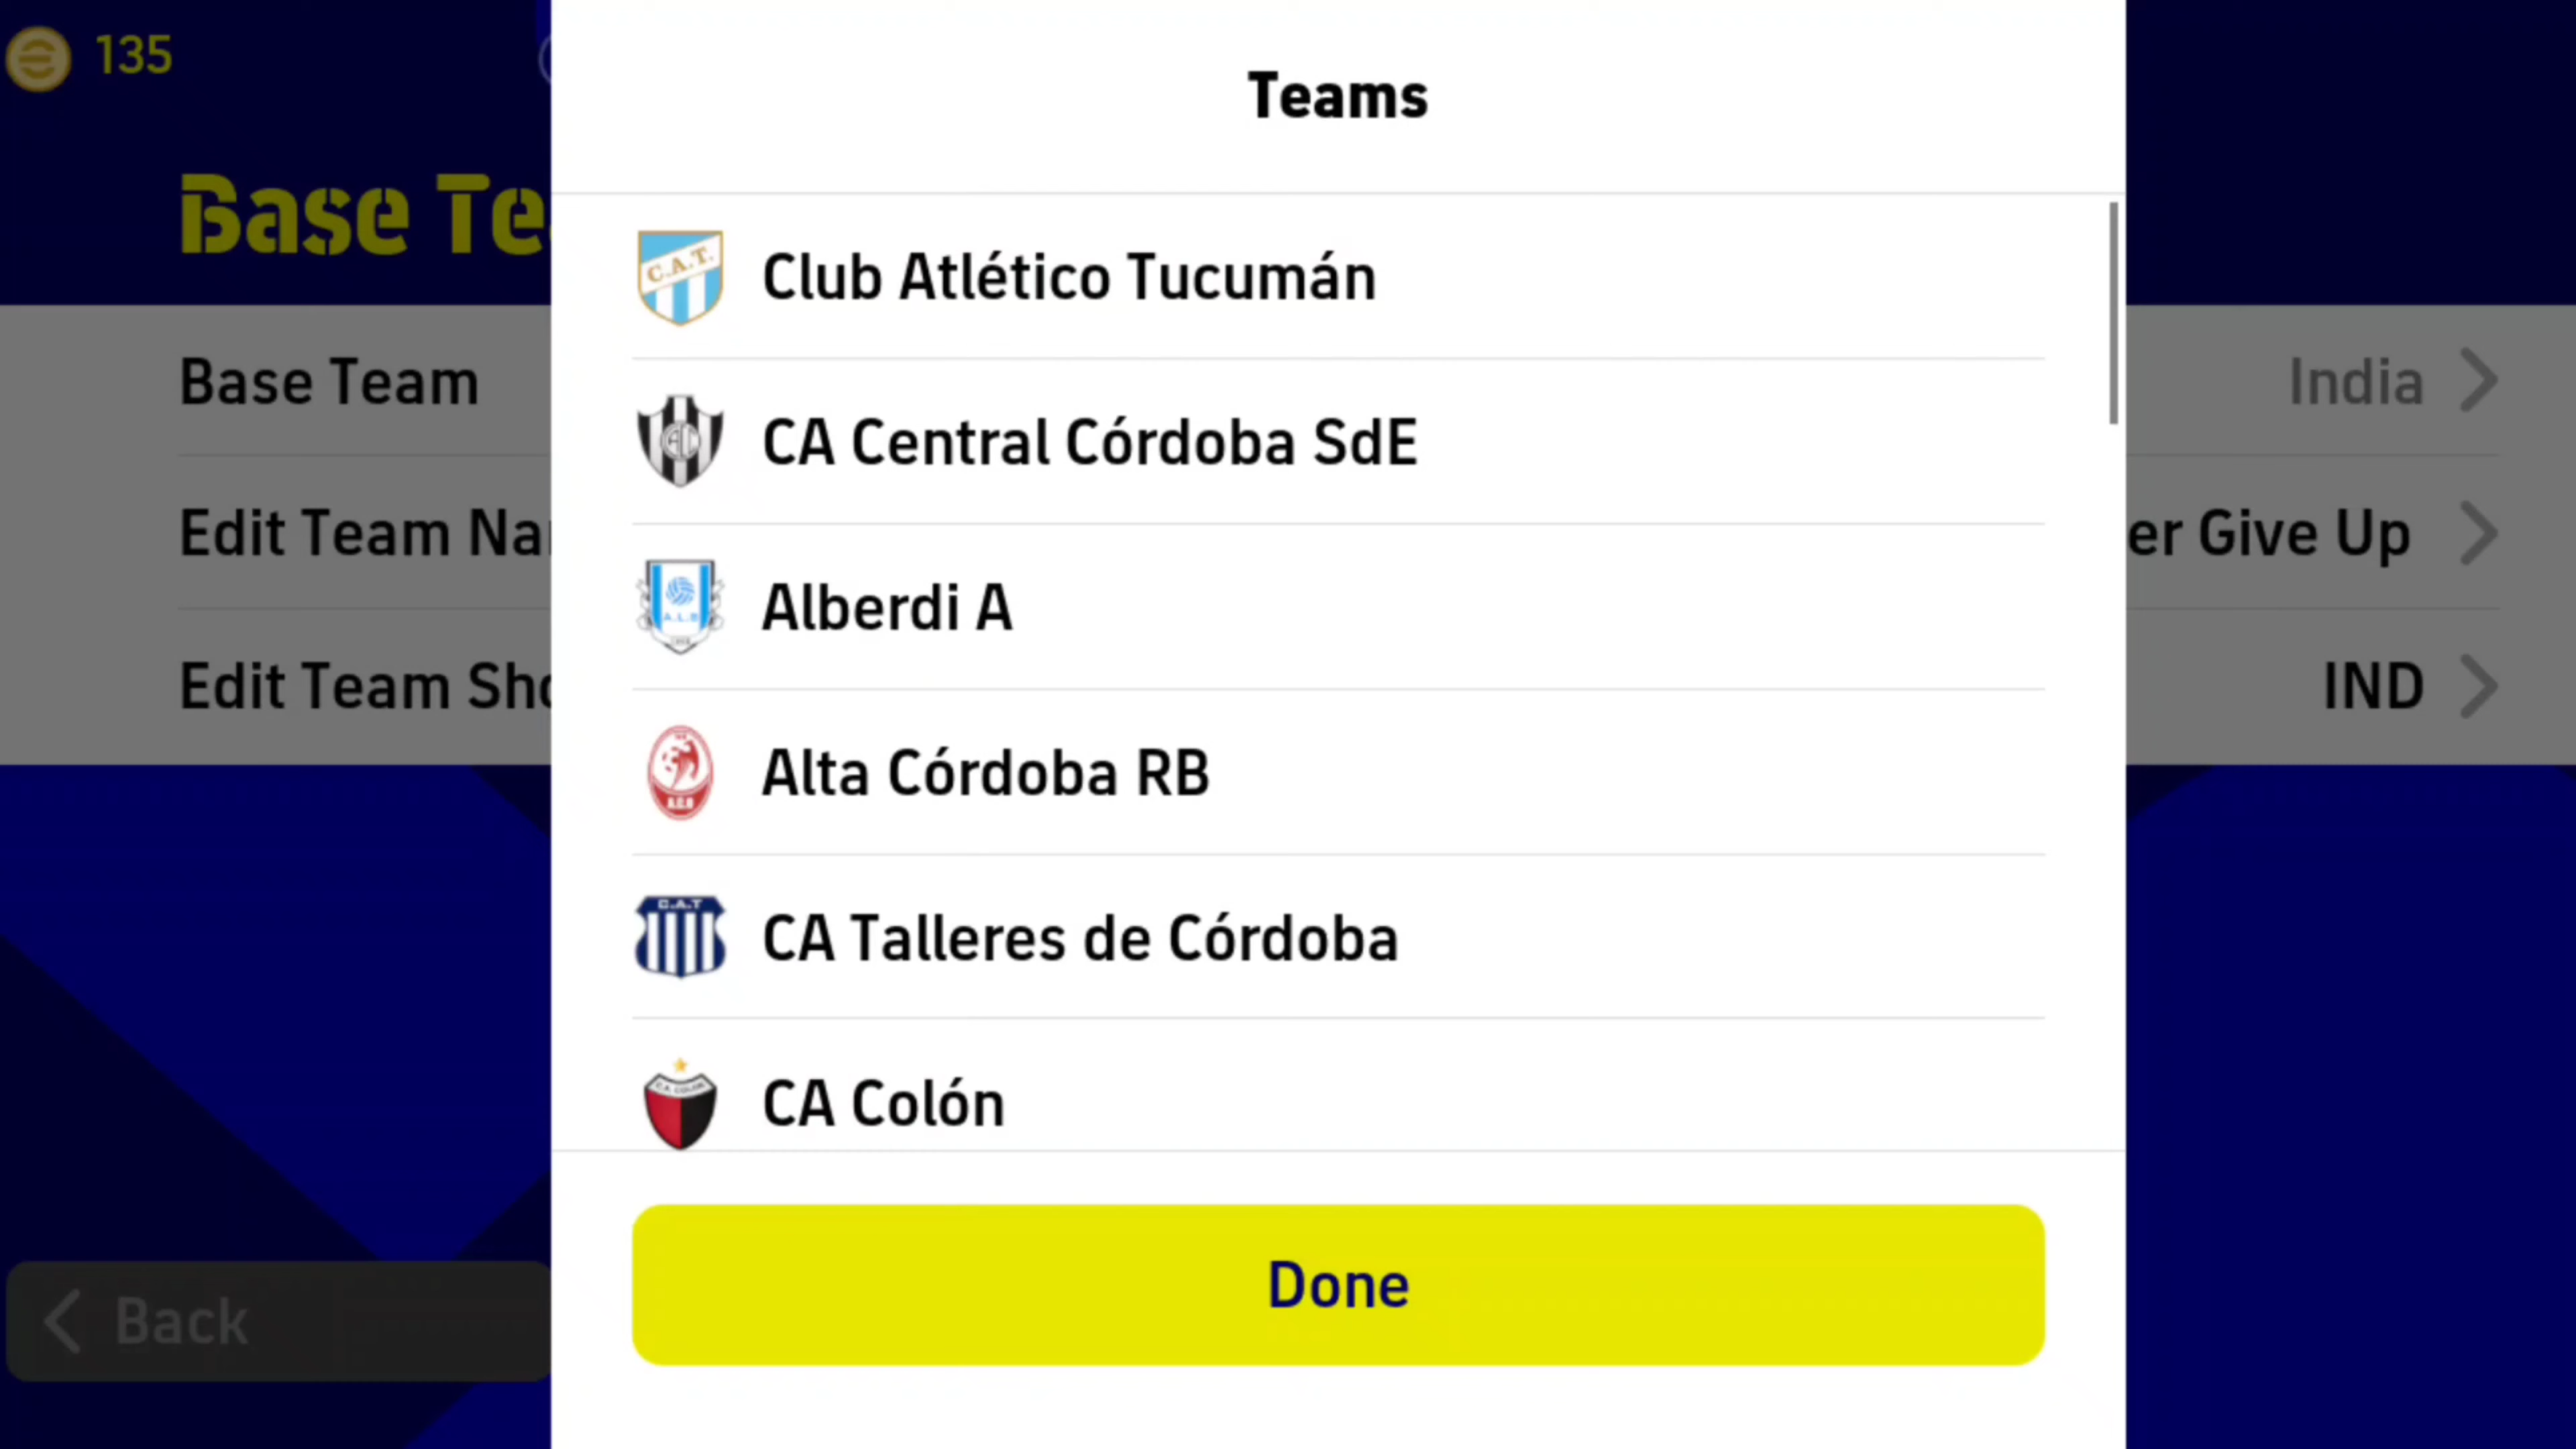 135
Teams
Base Te
Club Atlético Tucumán
C.A.T.
Base Team
India
CA Central Córdoba SdE
Edit Team Na
er Give Up
Alberdi A
Edit Team Sho
IND
Alta Córdoba RB
C.A.T
CA Talleres de Córdoba
CA Colón
Done
Back